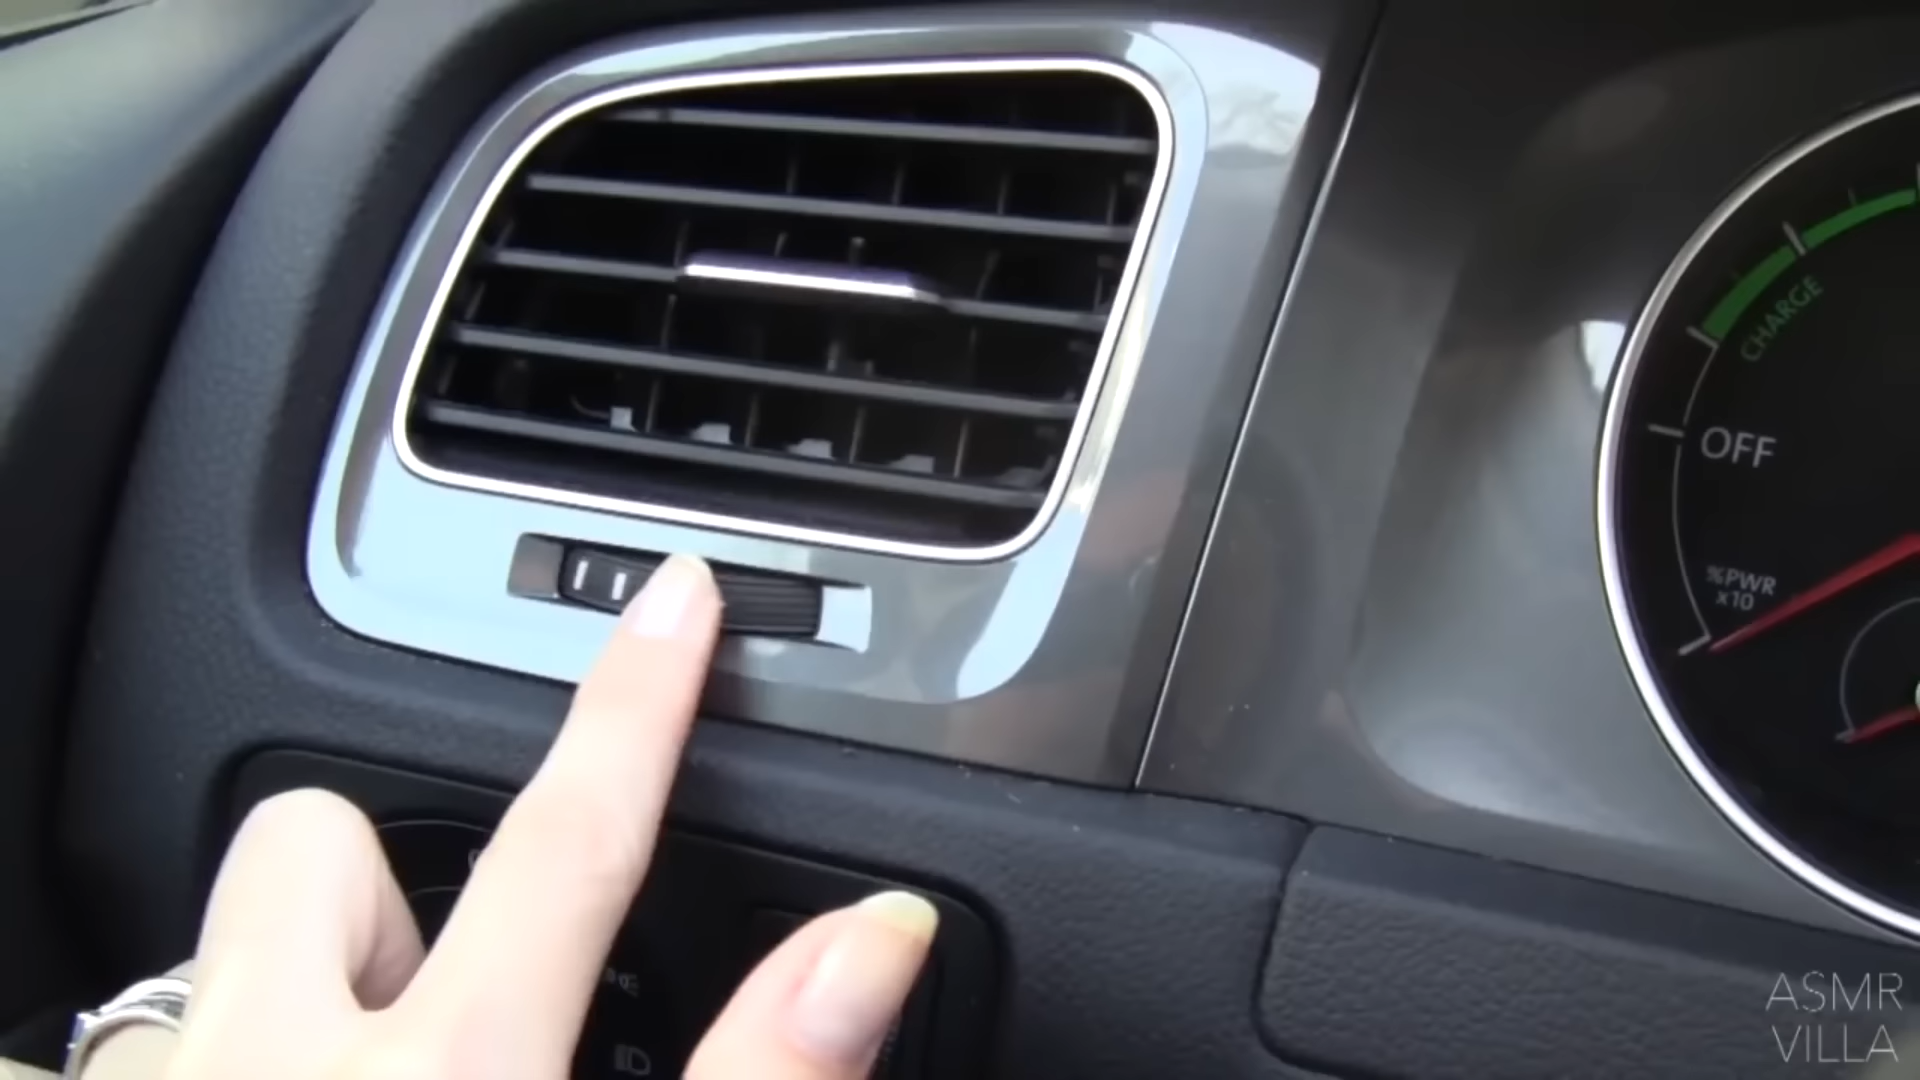 CHARGE
OFF
%PWR
x10
ASMR
VILLA